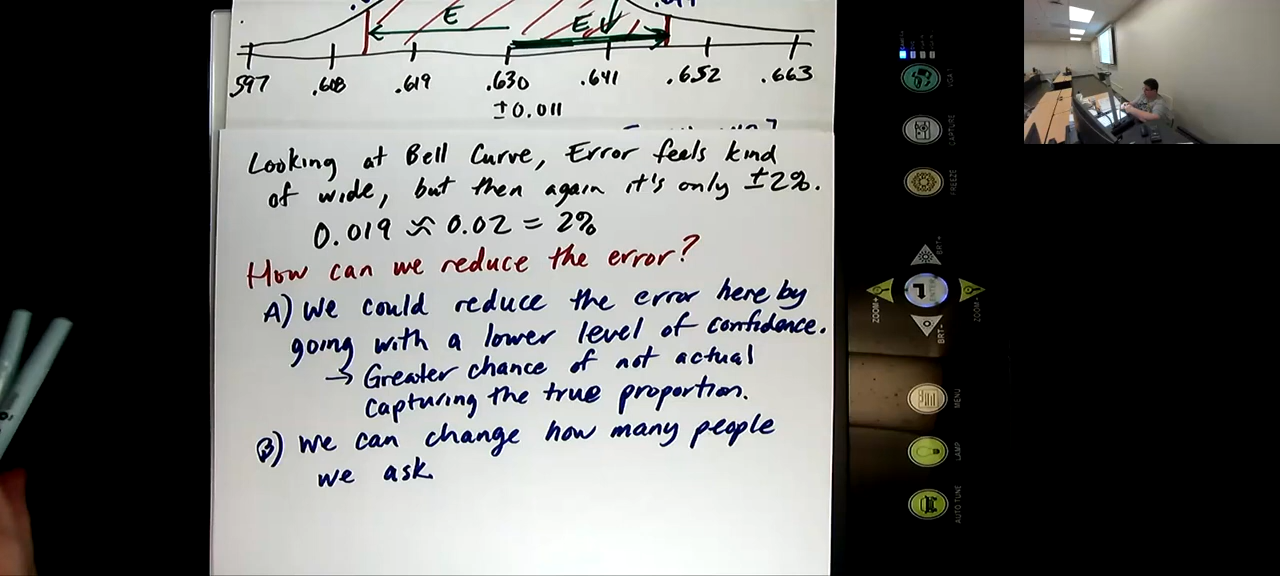 E E
.597 .608 .619 .630 .641 .652 .663
±0.011
Looking at Bell Curve, Error feels kind
of wide, but then again it's only ±2%.
0.019 ≈ 0.02 = 2%
How can we reduce the error?
A) We could reduce the error here by
going with a lower level of confidence.
→ Greater chance of not actual
capturing the true proportion.
B) We can change how many people
we ask.
CAPTURE
FREEZE
BRT+
ZOOM+
ZOOM-
BRT-
MENU
LAMP
AUTO TUNE